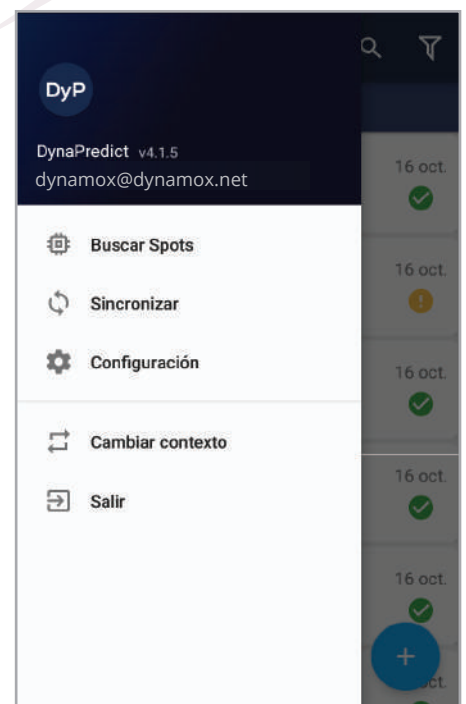 DyP
DynaPredict v4.1.5
dynamox@dynamox.net
16 oct.
Buscar Spots
16 oct.
Sincronizar
Configuración
16 oct.
Cambiar contexto
16 oct.
Salir
16 oct.
+
oct.